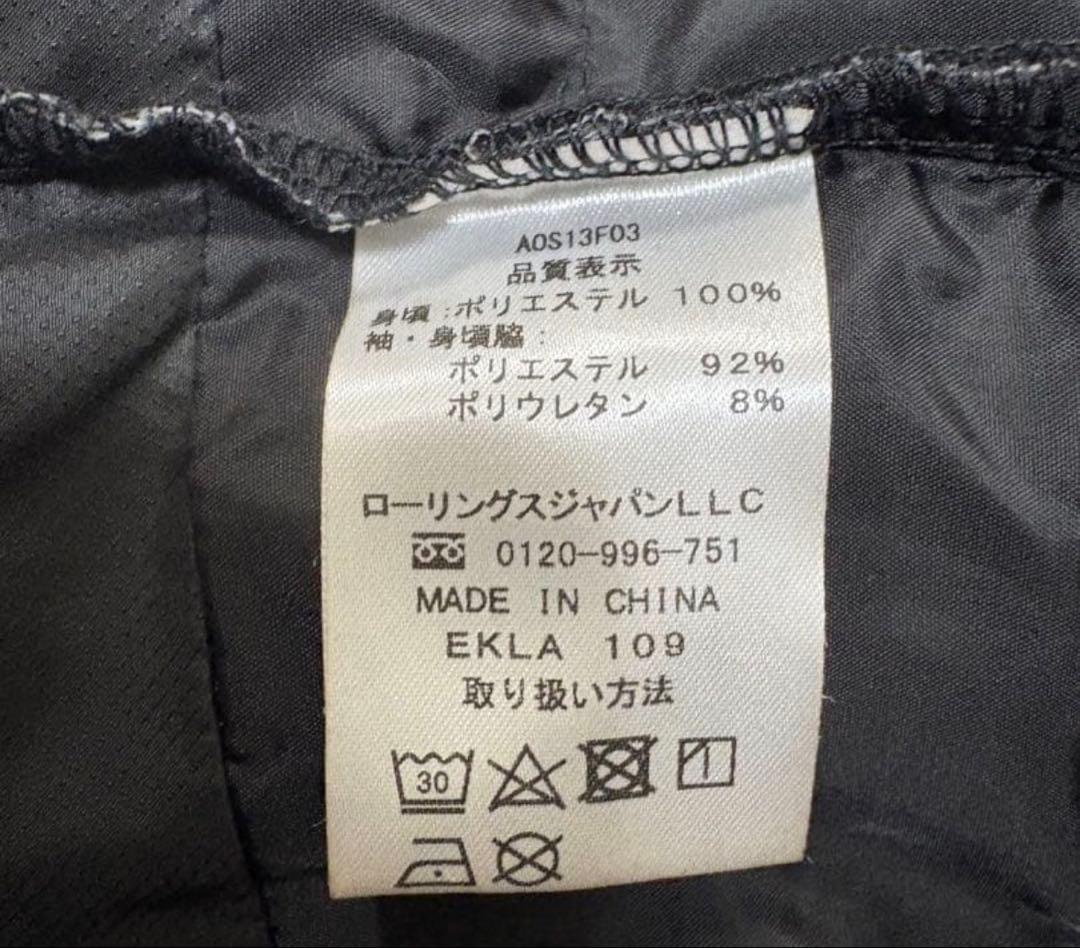 AOS13F03
品質表示
身頃:ポリエステル 100%
袖・身頃脇:
ポリエステル 92%
ポリウレタン 8%
ローリングスジャパンLLC
0120-996-751
MADE IN CHINA
EKLA 109
取り扱い方法
30